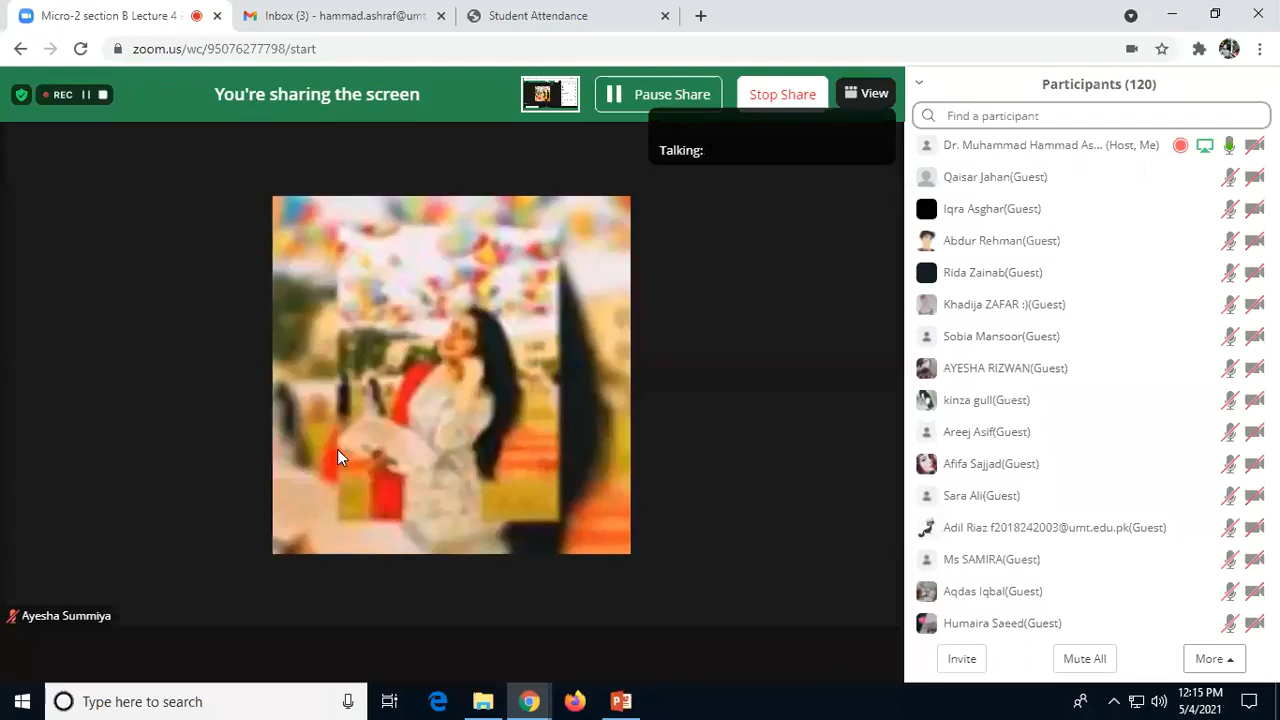 Micro-2 section B Lecture 4
Inbox (3) - hammad.ashraf@umt
Student Attendance
zoom.us/wc/95076277798/start
REC
You're sharing the screen
Pause Share
Stop Share
View
Talking:
Participants (120)
Find a participant
Dr. Muhammad Hammad As... (Host, Me)
Qaisar Jahan(Guest)
Iqra Asghar(Guest)
Abdur Rehman(Guest)
Rida Zainab(Guest)
Khadija ZAFAR :)(Guest)
Sobia Mansoor(Guest)
AYESHA RIZWAN(Guest)
kinza gull(Guest)
Areej Asif(Guest)
Afifa Sajjad(Guest)
Sara Ali(Guest)
Adil Riaz f2018242003@umt.edu.pk(Guest)
Ms SAMIRA(Guest)
Aqdas Iqbal(Guest)
Humaira Saeed(Guest)
Ayesha Summiya
Invite
Mute All
More
Type here to search
12:15 PM
5/4/2021